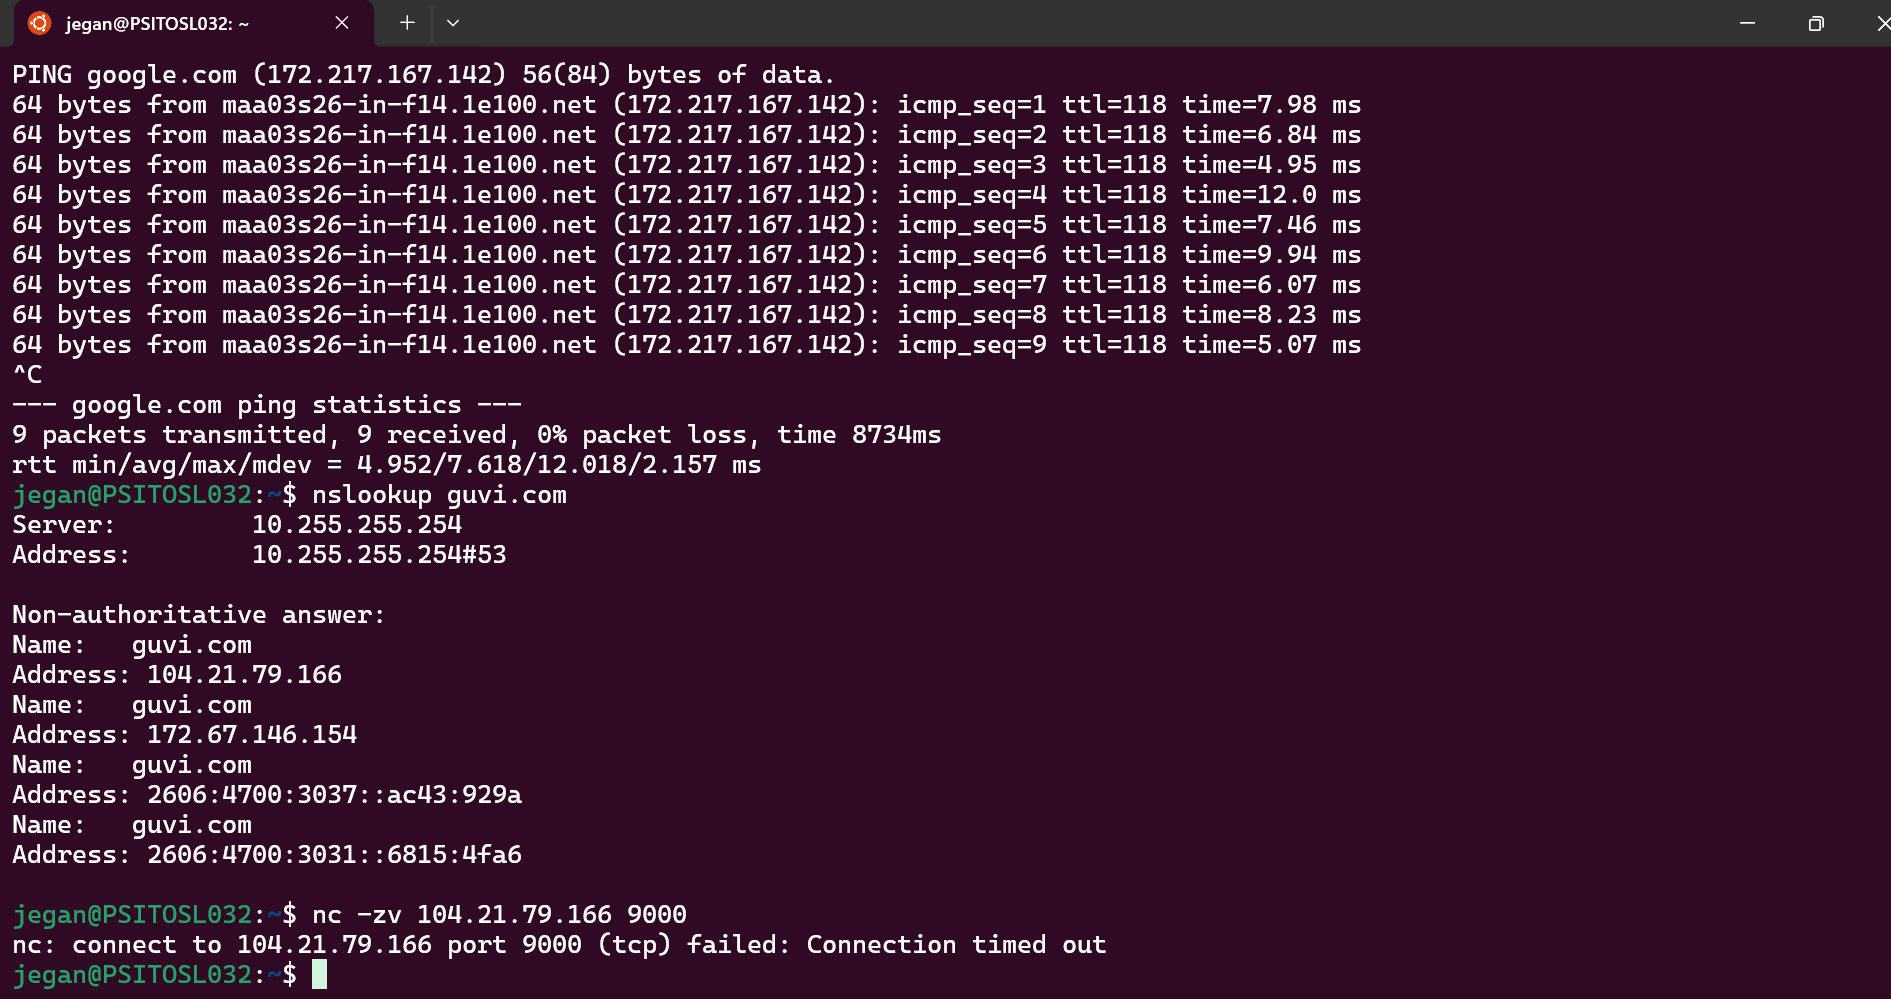 jegan@PSITOSL032: ~
PING google.com (172.217.167.142) 56(84) bytes of data.
64 bytes from maa03s26-in-f14.1e100.net (172.217.167.142): icmp_seq=1 ttl=118 time=7.98 ms
64 bytes from maa03s26-in-f14.1e100.net (172.217.167.142): icmp_seq=2 ttl=118 time=6.84 ms
64 bytes from maa03s26-in-f14.1e100.net (172.217.167.142): icmp_seq=3 ttl=118 time=4.95 ms
64 bytes from maa03s26-in-f14.1e100.net (172.217.167.142): icmp_seq=4 ttl=118 time=12.0 ms
64 bytes from maa03s26-in-f14.1e100.net (172.217.167.142): icmp_seq=5 ttl=118 time=7.46 ms
64 bytes from maa03s26-in-f14.1e100.net (172.217.167.142): icmp_seq=6 ttl=118 time=9.94 ms
64 bytes from maa03s26-in-f14.1e100.net (172.217.167.142): icmp_seq=7 ttl=118 time=6.07 ms
64 bytes from maa03s26-in-f14.1e100.net (172.217.167.142): icmp_seq=8 ttl=118 time=8.23 ms
64 bytes from maa03s26-in-f14.1e100.net (172.217.167.142): icmp_seq=9 ttl=118 time=5.07 ms
^C
--- google.com ping statistics ---
9 packets transmitted, 9 received, 0% packet loss, time 8734ms
rtt min/avg/max/mdev = 4.952/7.618/12.018/2.157 ms
jegan@PSITOSL032:~$ nslookup guvi.com
Server:         10.255.255.254
Address:        10.255.255.254#53

Non-authoritative answer:
Name:   guvi.com
Address: 104.21.79.166
Name:   guvi.com
Address: 172.67.146.154
Name:   guvi.com
Address: 2606:4700:3037::ac43:929a
Name:   guvi.com
Address: 2606:4700:3031::6815:4fa6

jegan@PSITOSL032:~$ nc -zv 104.21.79.166 9000
nc: connect to 104.21.79.166 port 9000 (tcp) failed: Connection timed out
jegan@PSITOSL032:~$